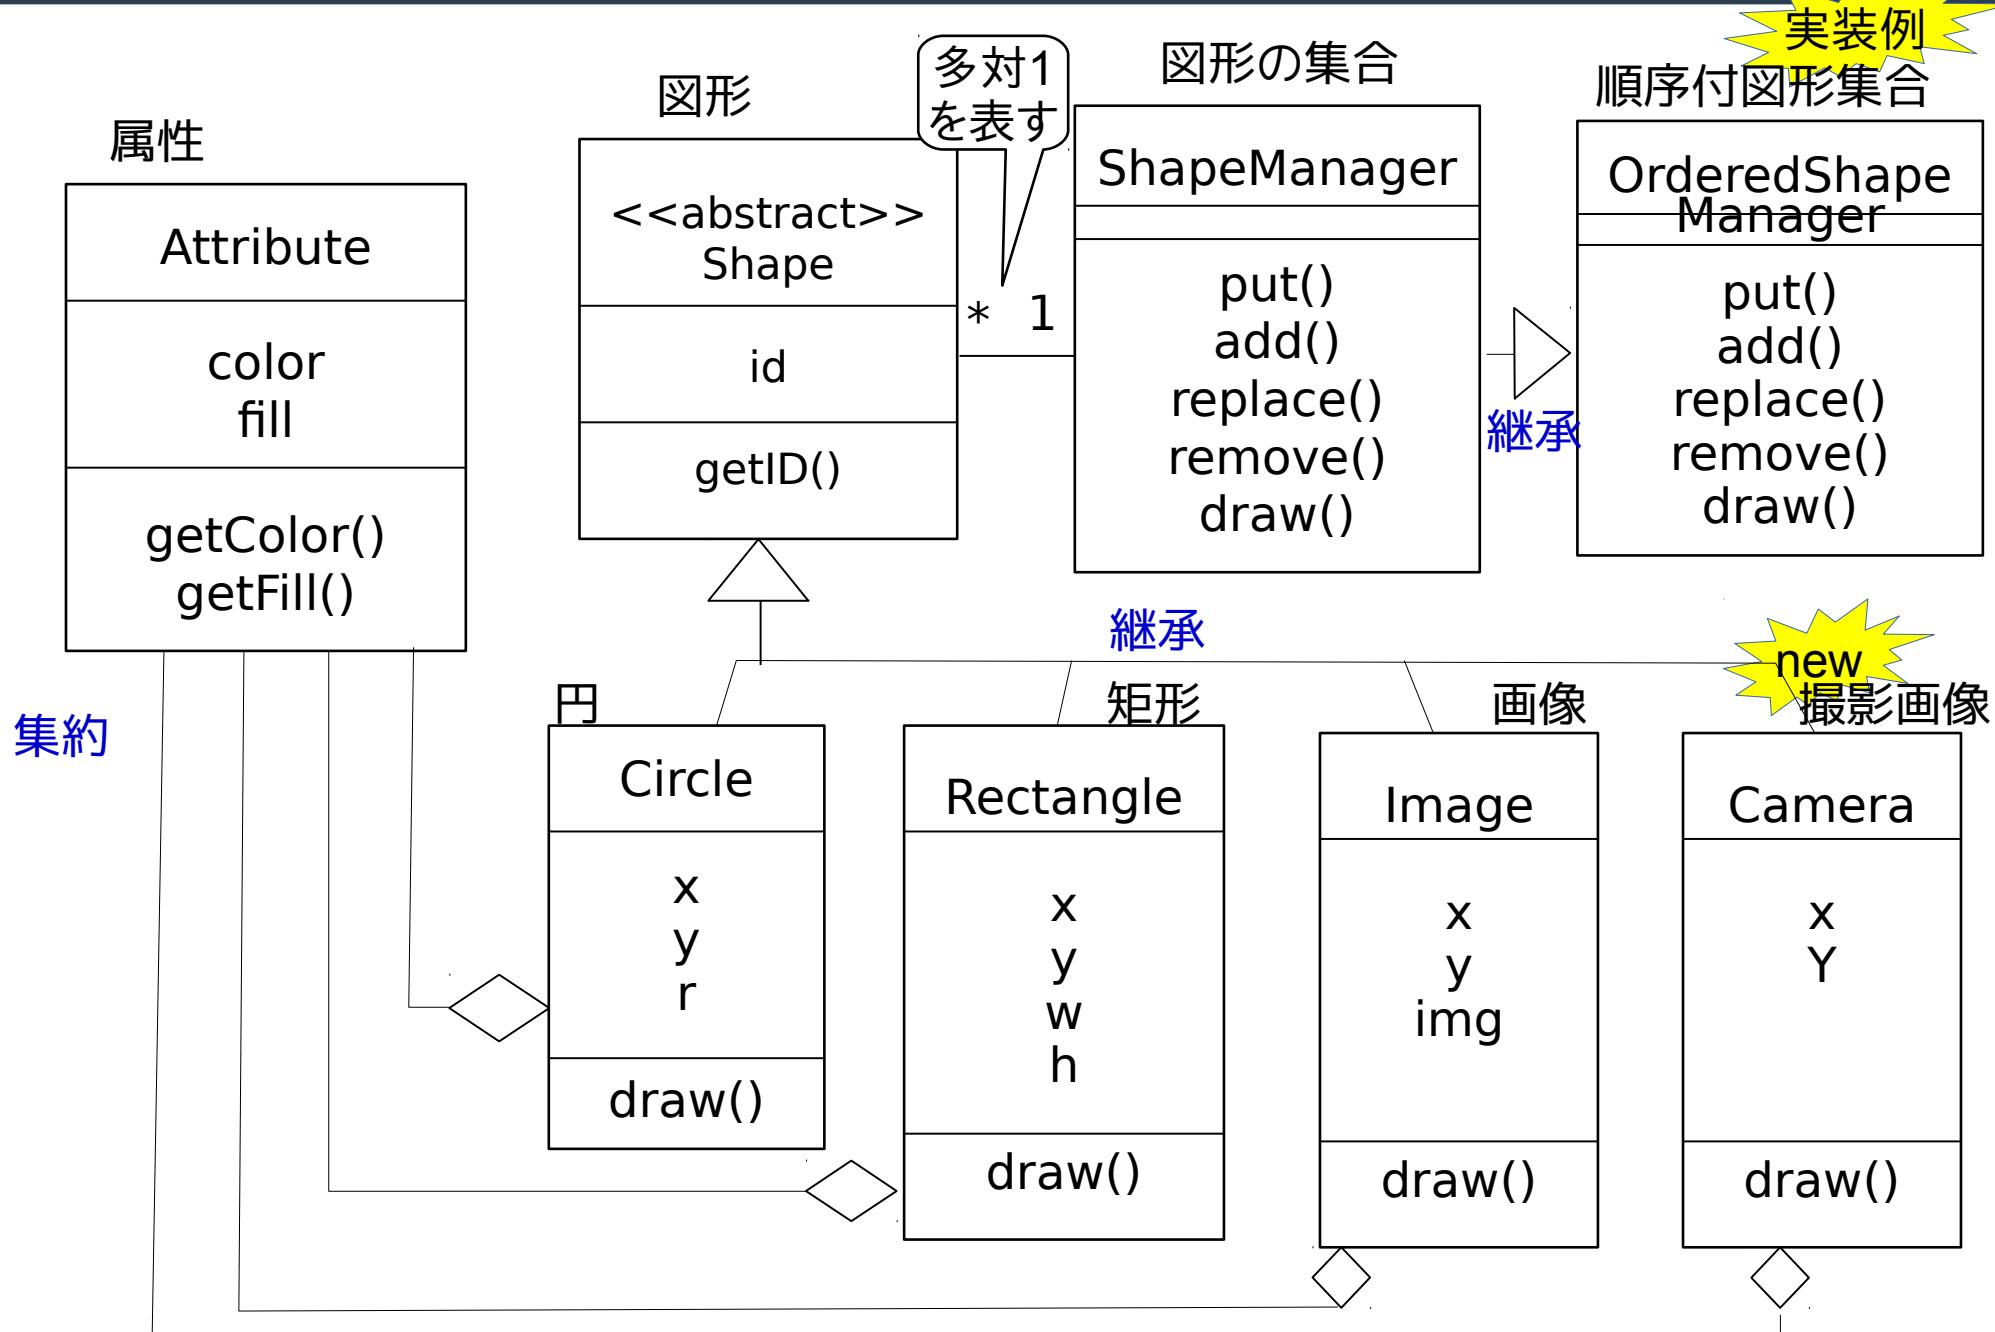 実装例
多対1
を表す
図形の集合
順序付図形集合
図形
属性
ShapeManager
OrderedShape
Manager
<<abstract>>
Shape
Attribute
* 1
put()
add()
replace()
remove()
draw()
put()
add()
replace()
remove()
draw()
color
fill
id
継承
getID()
getColor()
getFill()
継承
new
集約
円
矩形
画像
撮影画像
Circle
Rectangle
Image
Camera
x
y
r
draw()
x
y
w
h
draw()
x
y
img
draw()
x
Y
draw()